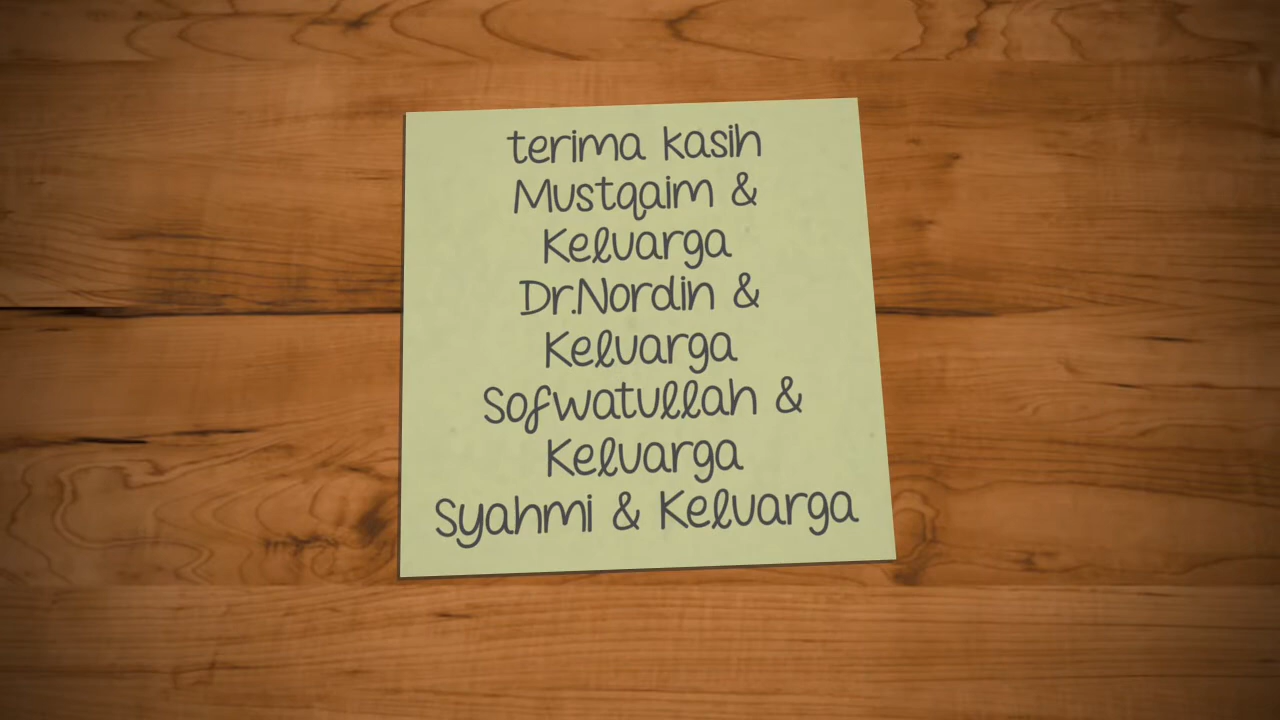 terima kasih
Mustqaim &
Keluarga
Dr.Nordin &
Keluarga
Sofwatullah &
Keluarga
Syahmi & Keluarga